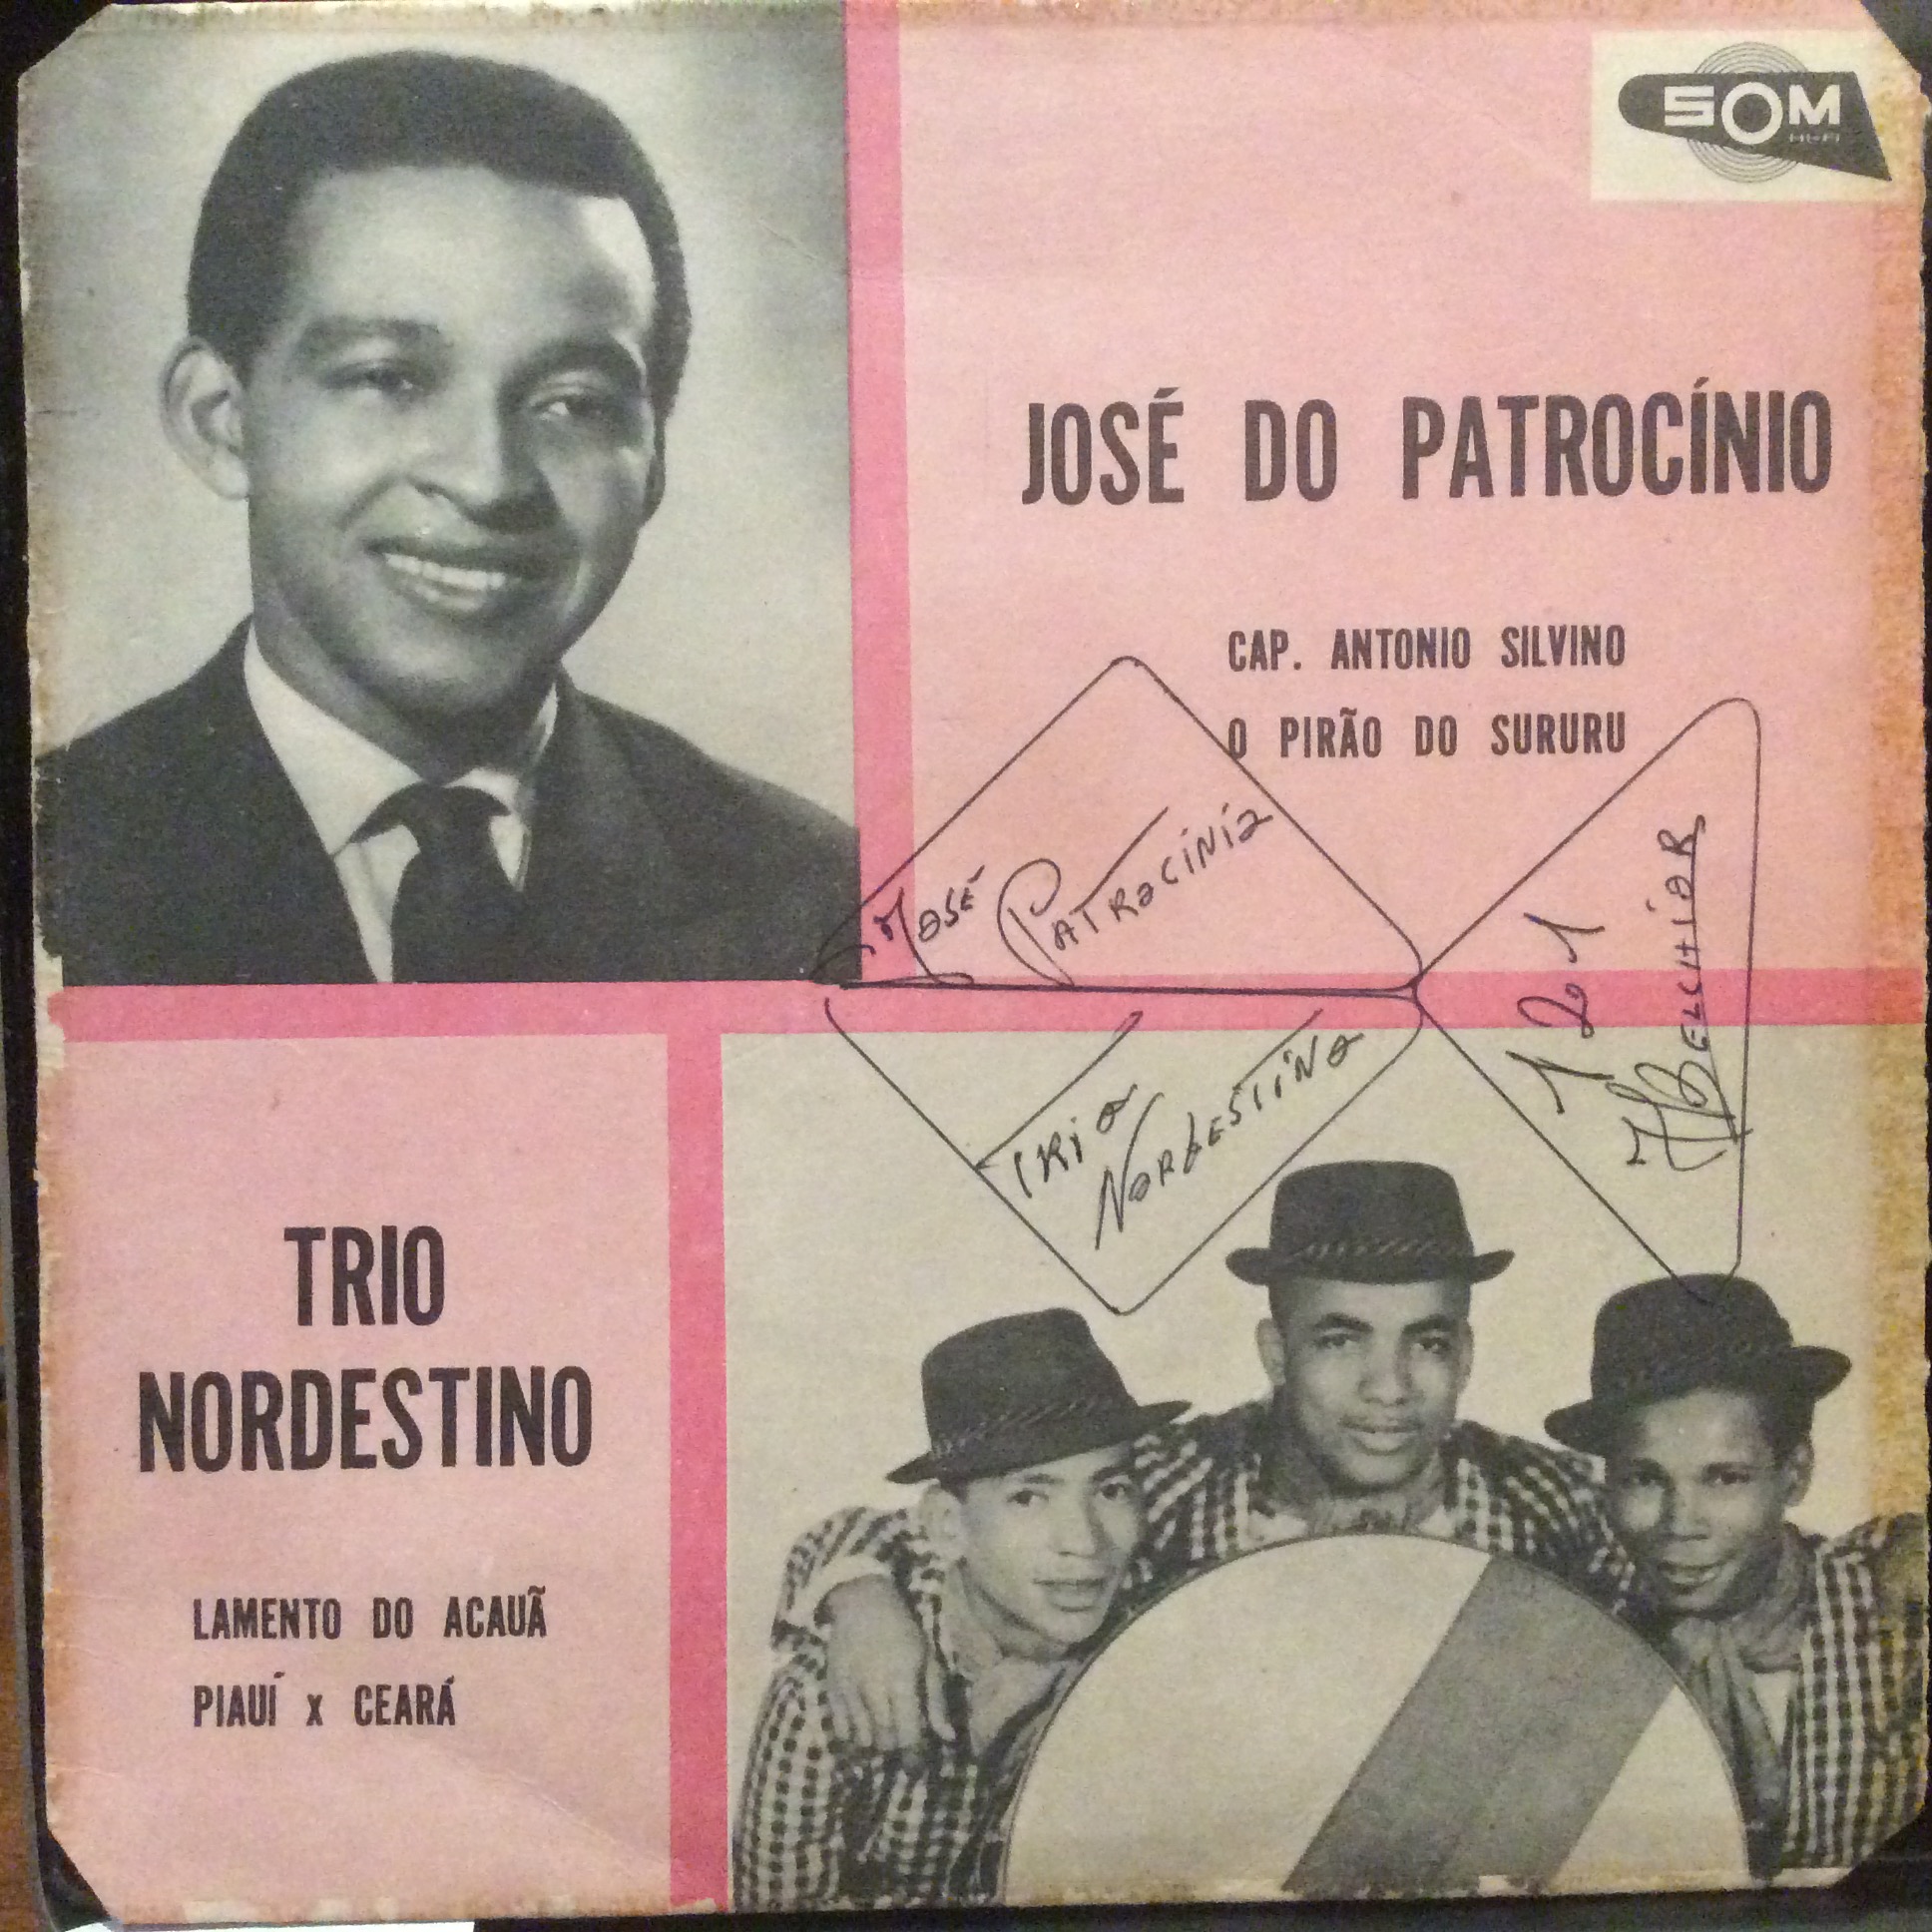 SOM
HI-FI
JOSÉ DO PATROCÍNIO
CAP. ANTONIO SILVINO
O PIRÃO DO SURURU
José
Patrocínio
Trio
Nordestino
Belchior
TRIO
NORDESTINO
LAMENTO DO ACAUÃ
PIAUÍ x CEARÁ